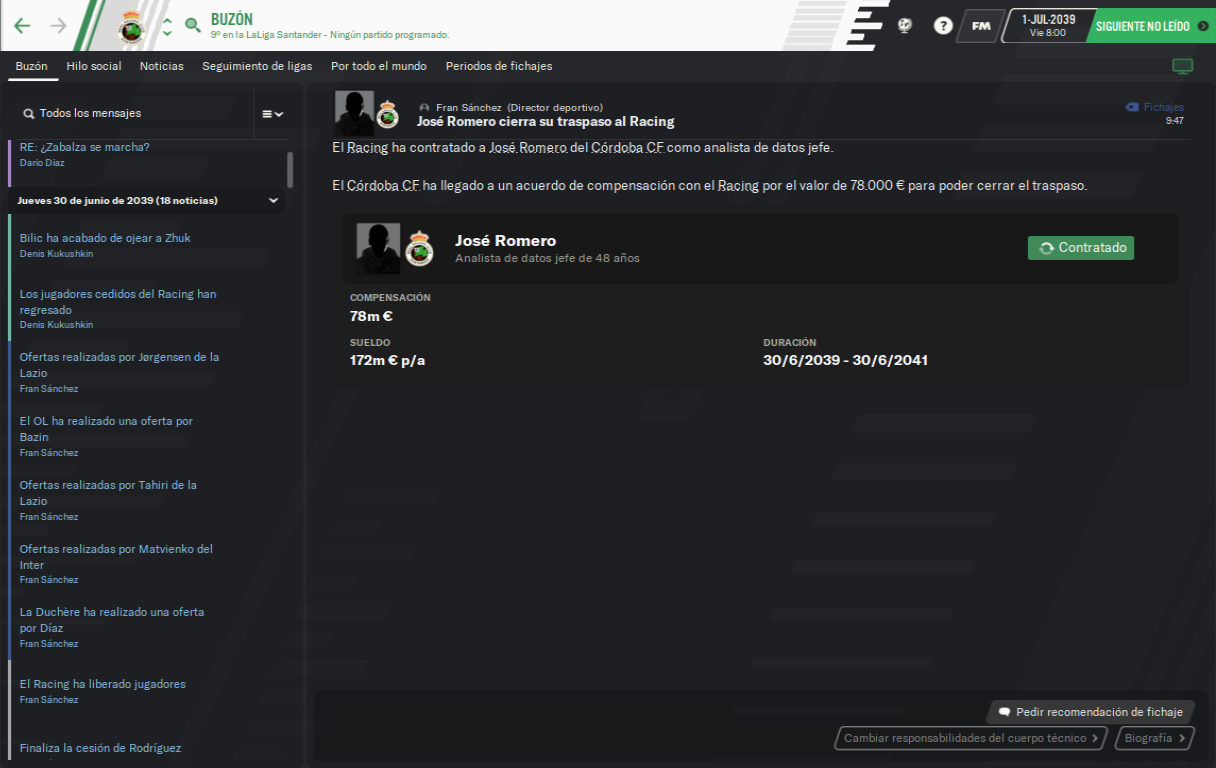 BUZÓN
9º en la LaLiga Santander - Ningún partido programado.
?
FM
1-JUL-2039
Vie 8:00
SIGUIENTE NO LEÍDO
Buzón
Hilo social
Noticias
Seguimiento de ligas
Por todo el mundo
Periodos de fichajes
Todos los mensajes
RE: ¿Zabalza se marcha?
Darío Díaz
Jueves 30 de junio de 2039 (18 noticias)
Bilic ha acabado de ojear a Zhuk
Denis Kukushkin
Los jugadores cedidos del Racing han
regresado
Denis Kukushkin
Ofertas realizadas por Jørgensen de la
Lazio
Fran Sánchez
El OL ha realizado una oferta por
Bazin
Fran Sánchez
Ofertas realizadas por Tahiri de la
Lazio
Fran Sánchez
Ofertas realizadas por Matvienko del
Inter
Fran Sánchez
La Duchère ha realizado una oferta
por Díaz
Fran Sánchez
El Racing ha liberado jugadores
Fran Sánchez
Finaliza la cesión de Rodríguez
Fran Sánchez (Director deportivo)
José Romero cierra su traspaso al Racing
Fichajes
9:47
El Racing ha contratado a José Romero del Córdoba CF como analista de datos jefe.
El Córdoba CF ha llegado a un acuerdo de compensación con el Racing por el valor de 78.000 € para poder cerrar el traspaso.
José Romero
Analista de datos jefe de 48 años
Contratado
COMPENSACIÓN
78m €
SUELDO
172m € p/a
DURACIÓN
30/6/2039 - 30/6/2041
Pedir recomendación de fichaje
Cambiar responsabilidades del cuerpo técnico
Biografía